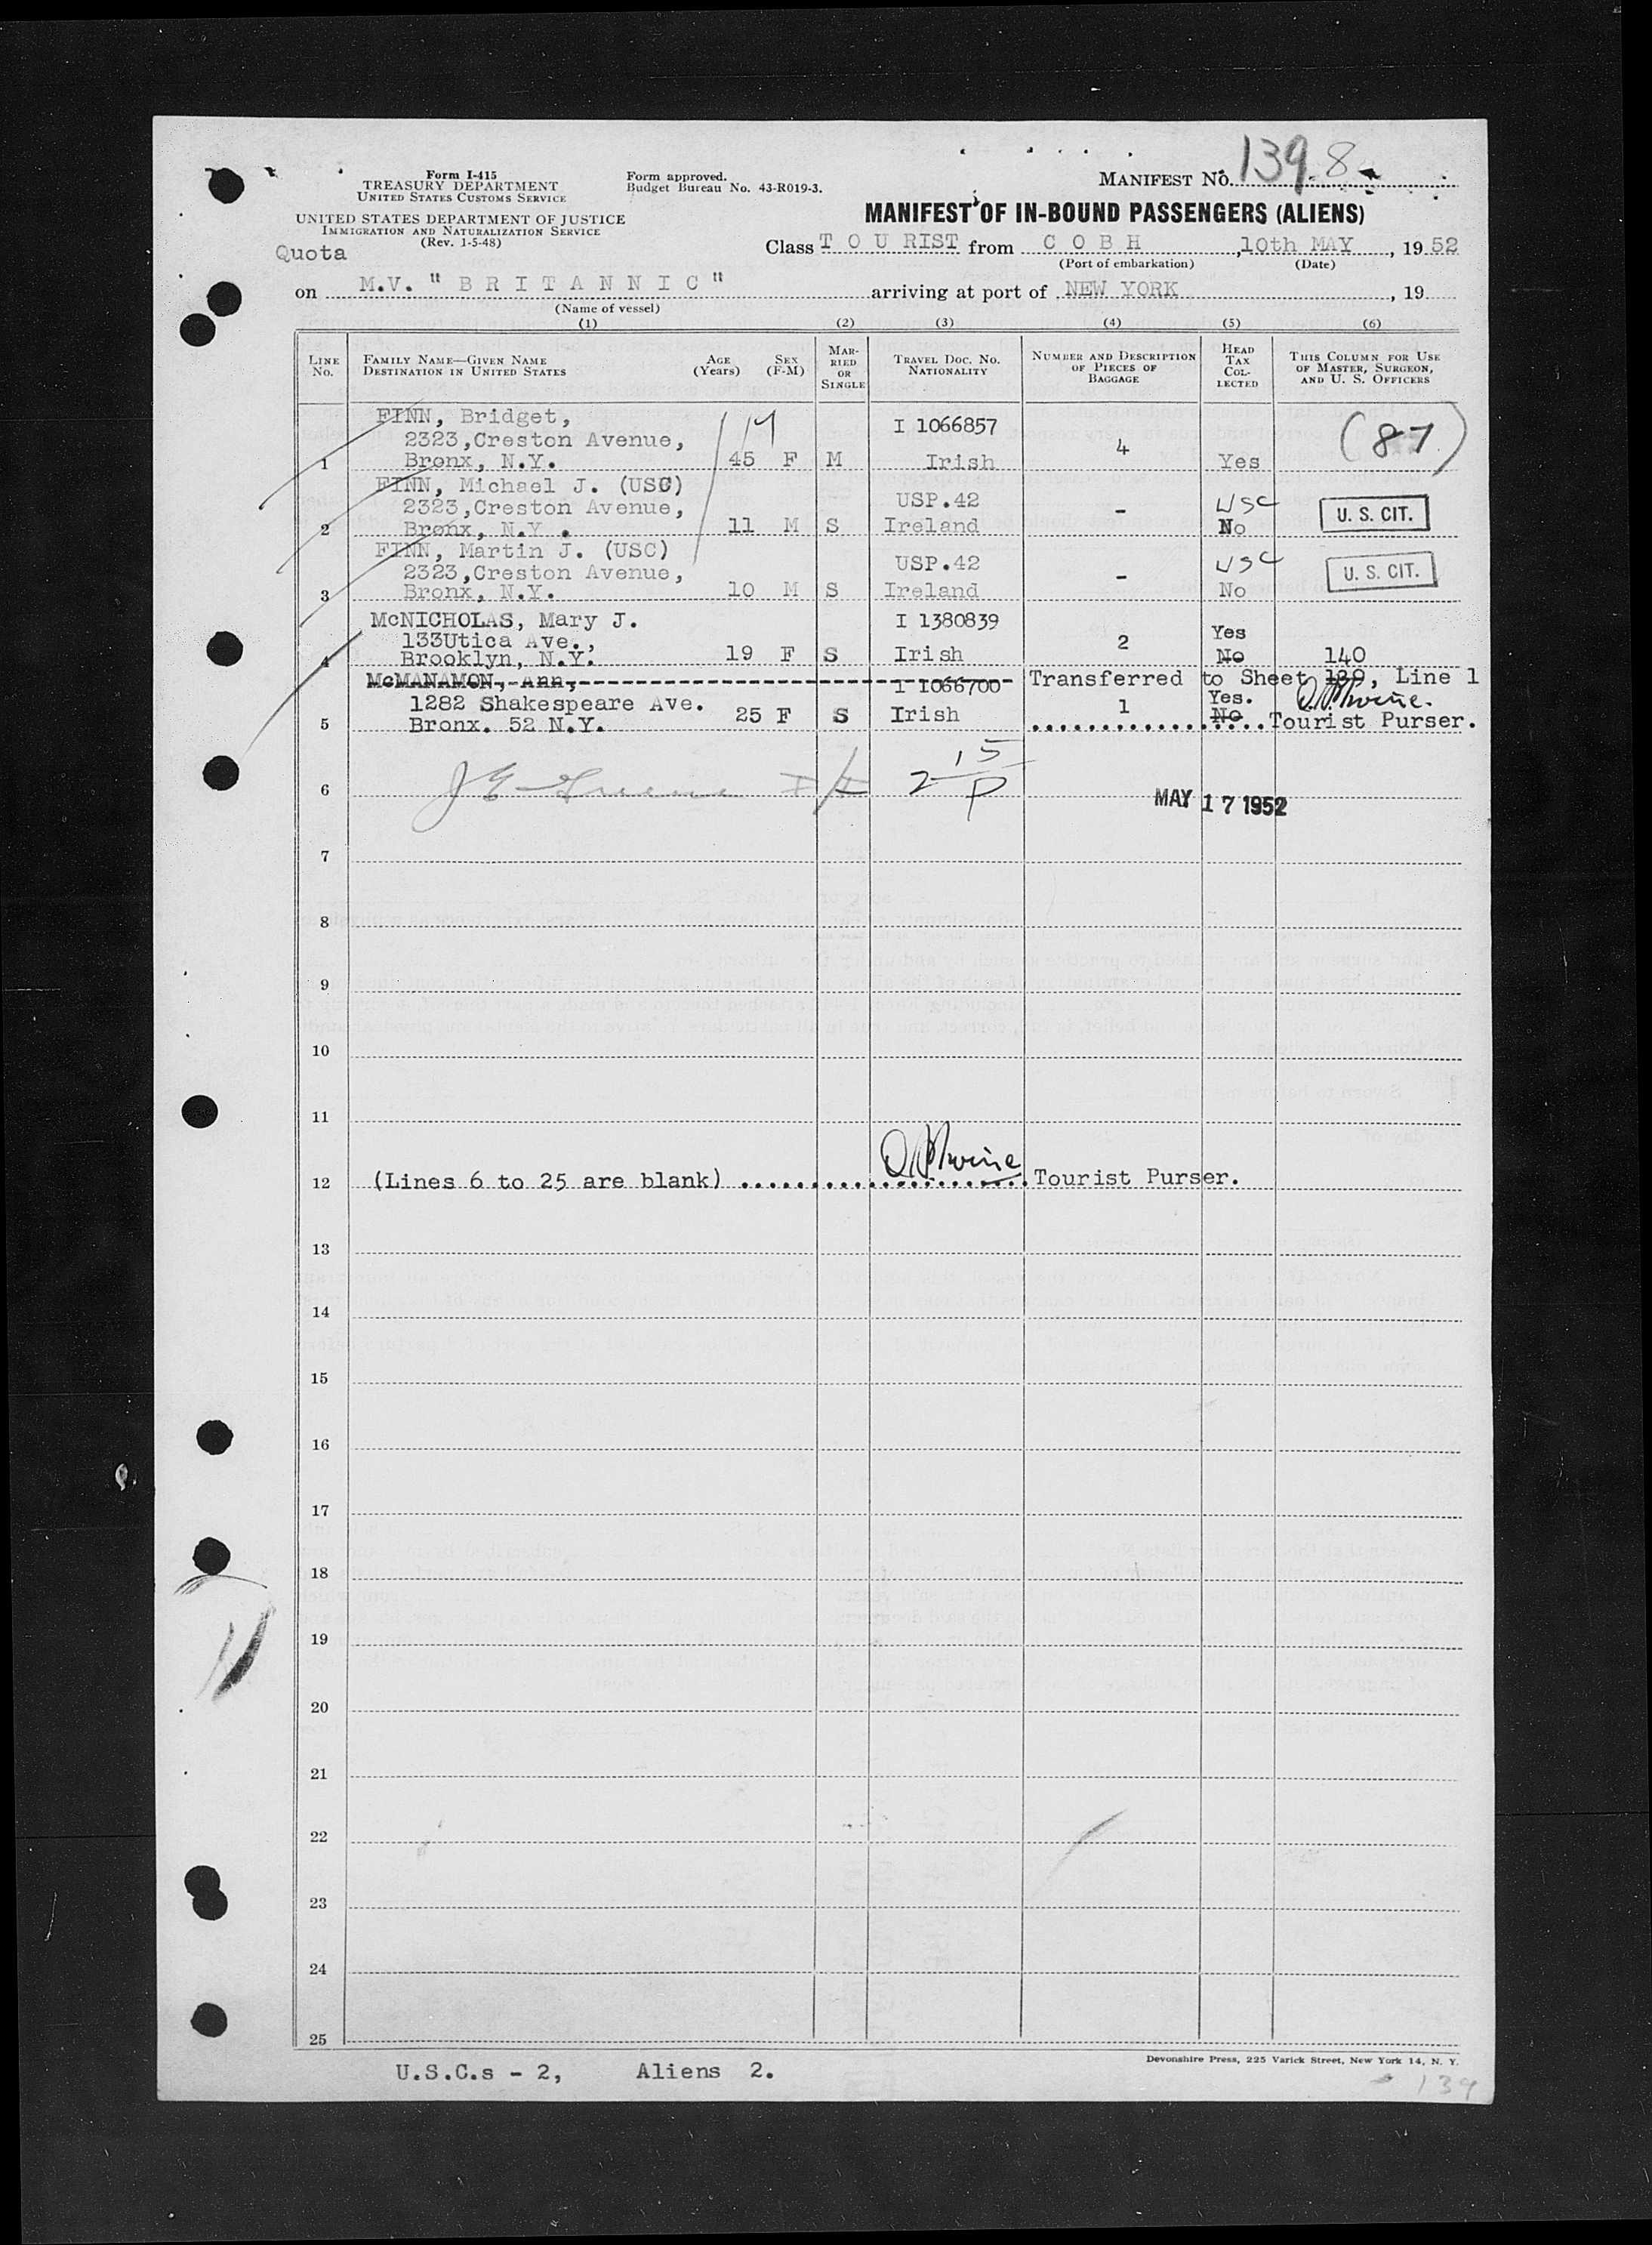 Form I-415
TREASURY DEPARTMENT
UNITED STATES CUSTOMS SERVICE
Form approved.
Budget Bureau No. 43-R019-3.
MANIFEST No. 139 8
UNITED STATES DEPARTMENT OF JUSTICE
IMMIGRATION AND NATURALIZATION SERVICE
(Rev. 1-5-48)
MANIFEST OF IN-BOUND PASSENGERS (ALIENS)
Quota
Class T O U RIST from C O B H, 10th MAY, 1952
(Port of embarkation) (Date)
on M.V. "B R I T A N N I C" arriving at port of NEW YORK, 19
(Name of vessel)
(1) (2) (3) (4) (5) (6)
LINE No. FAMILY NAME—GIVEN NAME DESTINATION IN UNITED STATES AGE (Years) SEX (F-M) MARRIED OR SINGLE TRAVEL DOC. No. NATIONALITY NUMBER AND DESCRIPTION OF PIECES OF BAGGAGE HEAD TAX COLLECTED THIS COLUMN FOR USE OF MASTER, SURGEON, AND U. S. OFFICERS
FINN, Bridget, I 1066857
2323,Creston Avenue, 4 (87)
1 Bronx, N.Y. 45 F M Irish Yes
FINN, Michael J. (USC) USP.42 USC
2323,Creston Avenue, - U. S. CIT.
2 Bronx, N.Y . 11 M S Ireland No
FINN, Martin J. (USC) USP.42 USC
2323,Creston Avenue, - U. S. CIT.
3 Bronx, N.Y. 10 M S Ireland No
McNICHOLAS, Mary J. I 1380839 Yes
133Utica Ave., 2
4 Brooklyn, N.Y. 19 F S Irish No 140
McMANAMON, Ann, I 1066700 Transferred to Sheet 139, Line 1
1282 Shakespeare Ave. 1 Yes.
5 Bronx. 52 N.Y. 25 F S Irish No Tourist Purser.
6 2 15 P
MAY 17 1952
7
8
9
10
11
12 (Lines 6 to 25 are blank) Tourist Purser.
13
14
15
16
17
18
19
20
21
22
23
24
25
Devonshire Press, 225 Varick Street, New York 14, N. Y.
U.S.C.s - 2, Aliens 2.
139